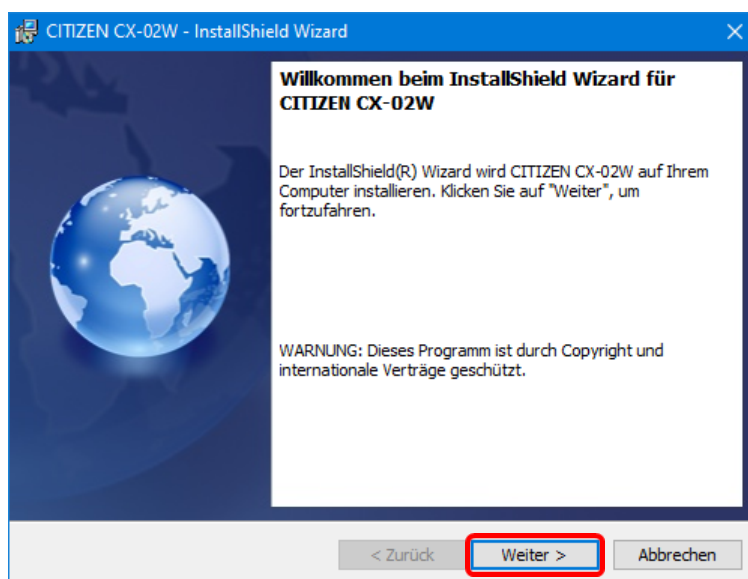 CITIZEN CX-02W - InstallShield Wizard
Willkommen beim InstallShield Wizard für
CITIZEN CX-02W
Der InstallShield(R) Wizard wird CITIZEN CX-02W auf Ihrem
Computer installieren. Klicken Sie auf "Weiter", um
fortzufahren.
WARNUNG: Dieses Programm ist durch Copyright und
internationale Verträge geschützt.
< Zurück Weiter > Abbrechen